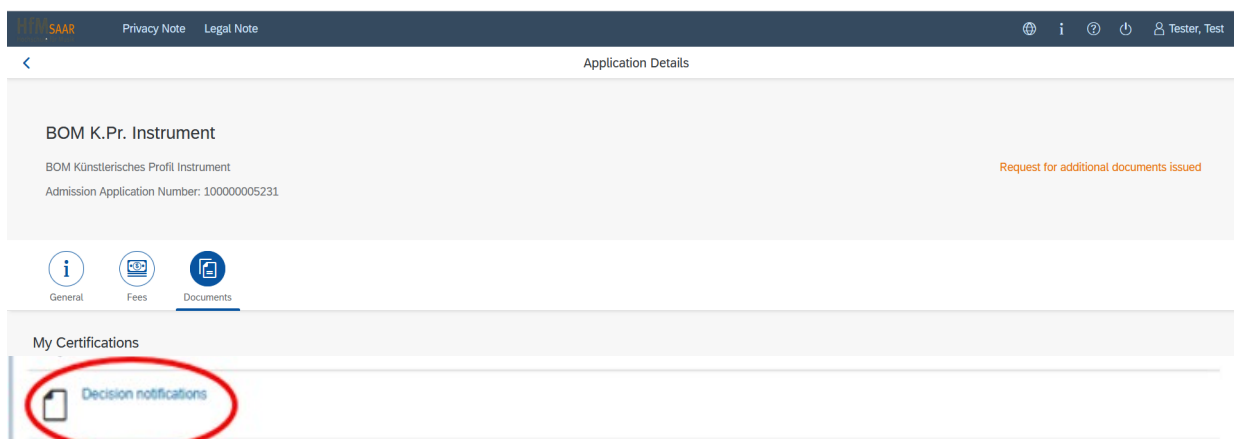 HfM SAAR Privacy Note Legal Note i ? Tester, Test
Application Details
BOM K.Pr. Instrument
BOM Künstlerisches Profil Instrument
Request for additional documents issued
Admission Application Number: 100000005231
i
General Fees Documents
My Certifications
Decision notifications